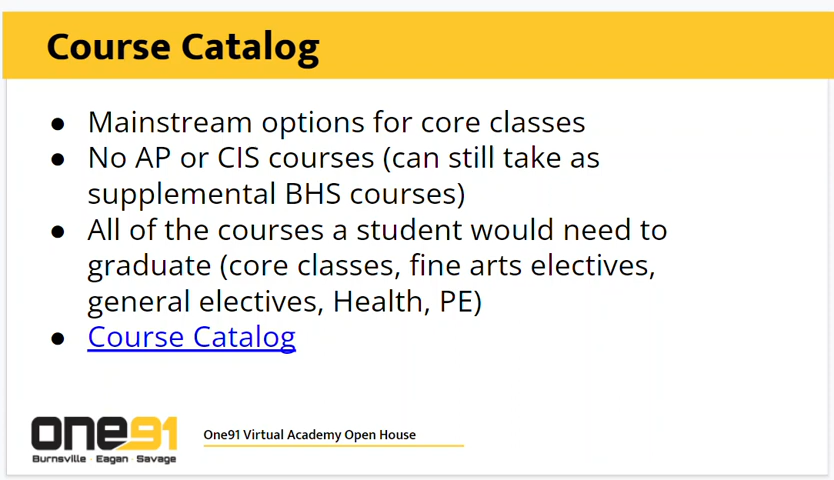 Course Catalog
● Mainstream options for core classes
● No AP or CIS courses (can still take as
supplemental BHS courses)
● All of the courses a student would need to
graduate (core classes, fine arts electives,
general electives, Health, PE)
● Course Catalog
one91
Burnsville · Eagan · Savage
One91 Virtual Academy Open House